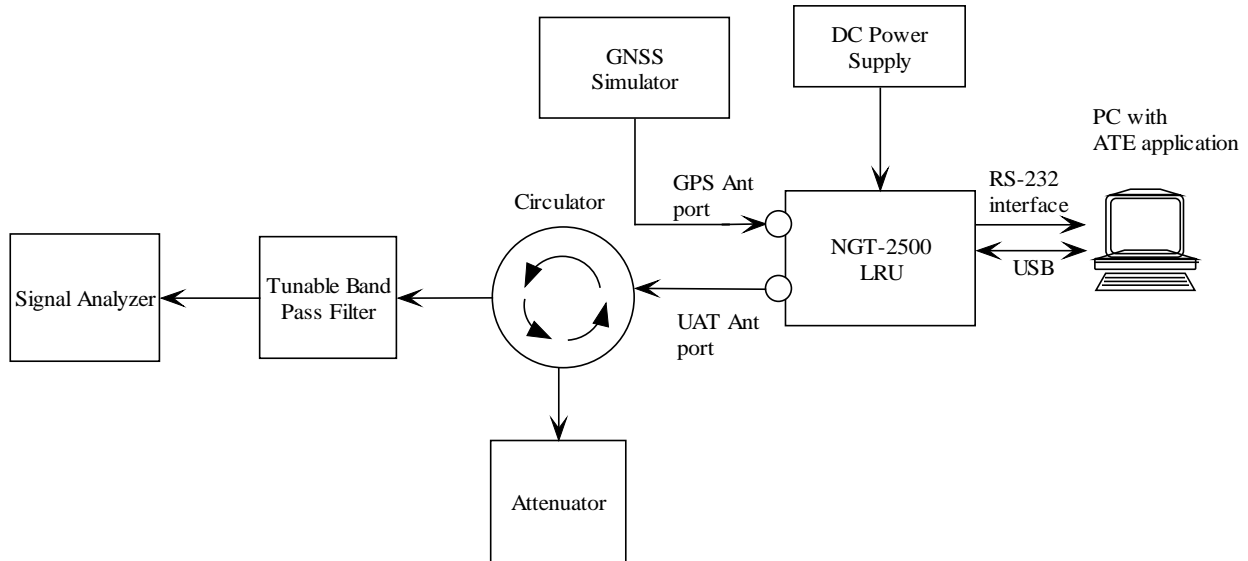 GNSS
Simulator
DC Power
Supply
PC with
ATE application
GPS Ant
port
RS-232
interface
Circulator
NGT-2500
LRU
USB
Signal Analyzer
Tunable Band
Pass Filter
UAT Ant
port
Attenuator